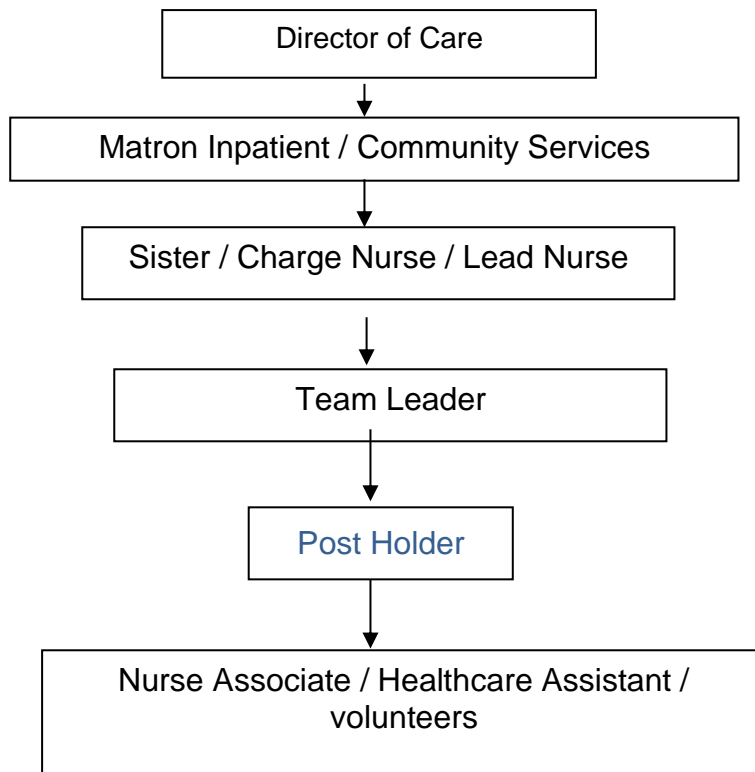 Director of Care
Matron Inpatient / Community Services
Sister / Charge Nurse / Lead Nurse
Team Leader
Post Holder
Nurse Associate / Healthcare Assistant /
volunteers